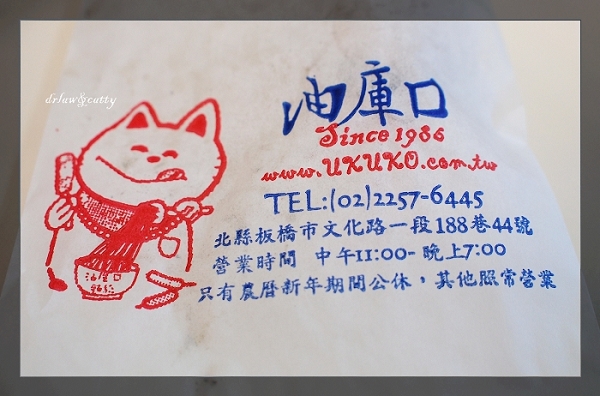 drlaw&catty
油庫口
Since 1986
www.UKUKO.com.tw
TEL:(02)2257-6445
北縣板橋市文化路一段188巷44號
營業時間 中午11:00-晚上7:00
只有農曆新年期間公休，其他照常營業
油庫口
麵線